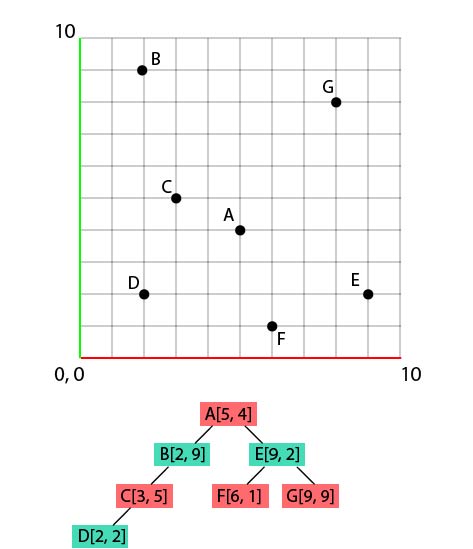 10
B
G
C
A
D
E
F
0, 0
10
A[5, 4]
B[2, 9]
E[9, 2]
C[3, 5]
F[6, 1]
G[9, 9]
D[2, 2]